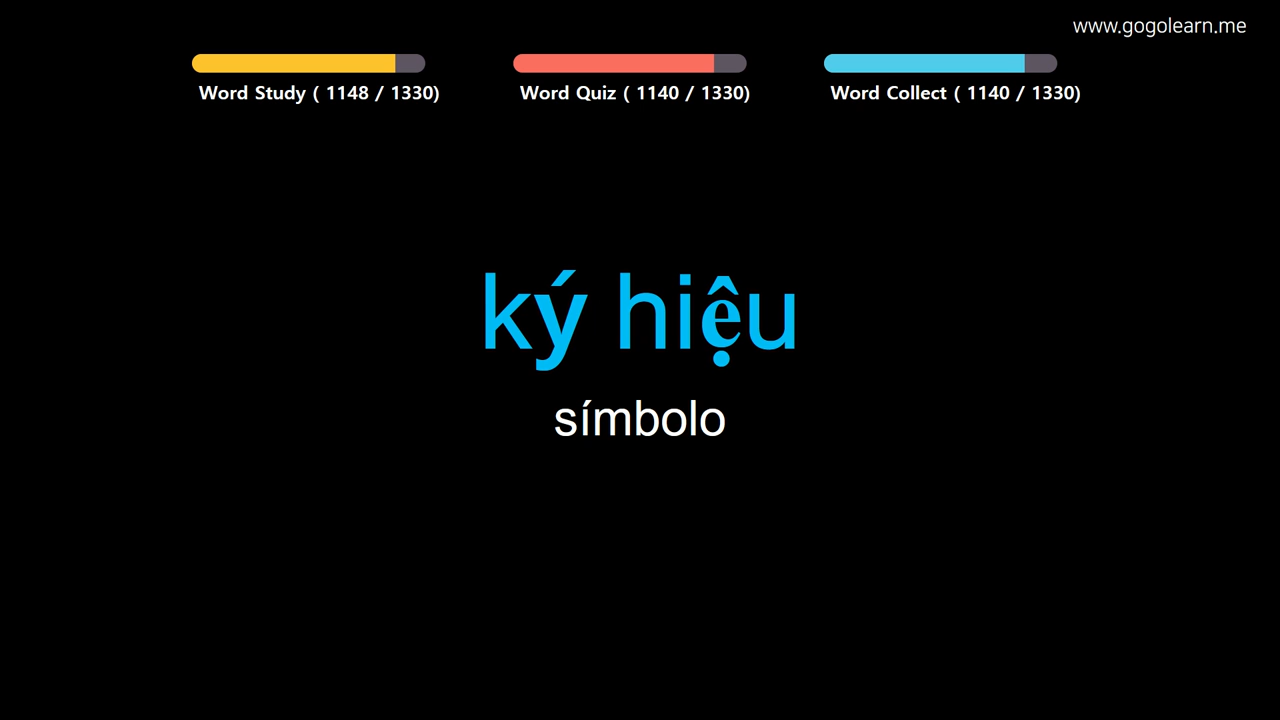 www.gogolearn.me
Word Study ( 1148 / 1330)
Word Quiz ( 1140 / 1330)
Word Collect ( 1140 / 1330)
ký hiệu
símbolo